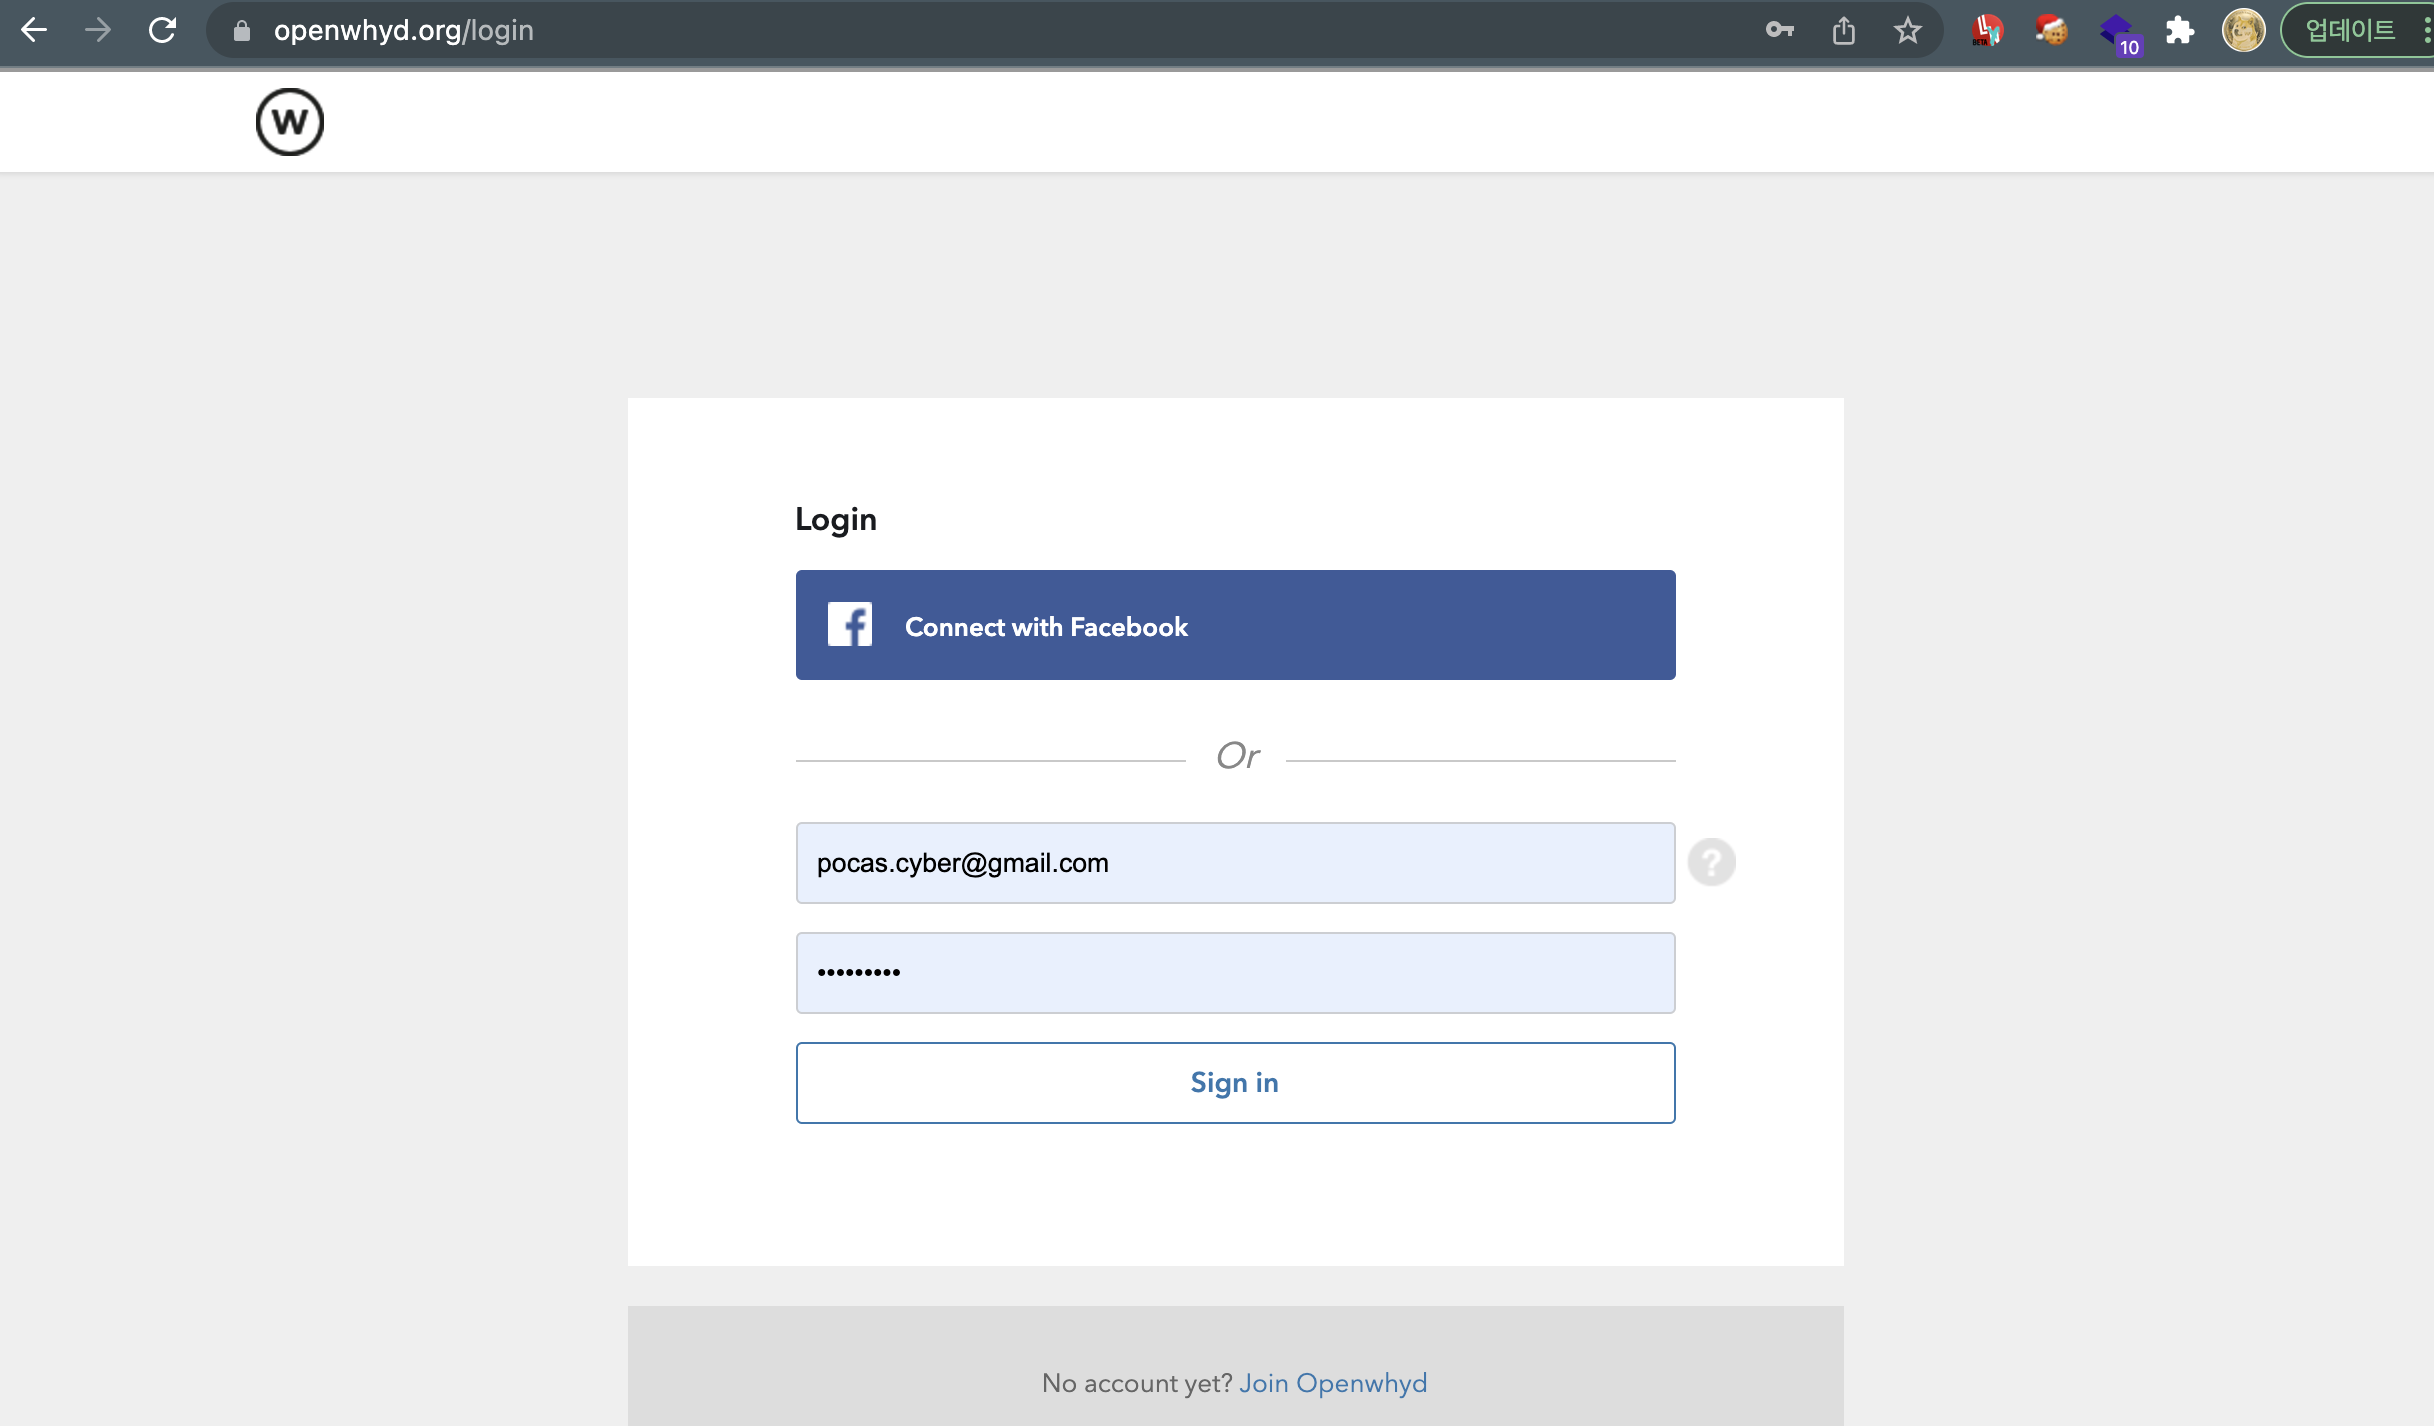 openwhyd.org/login
10
업데이트
W
Login
Connect with Facebook
Or
pocas.cyber@gmail.com
?
•••••••••
Sign in
No account yet? Join Openwhyd